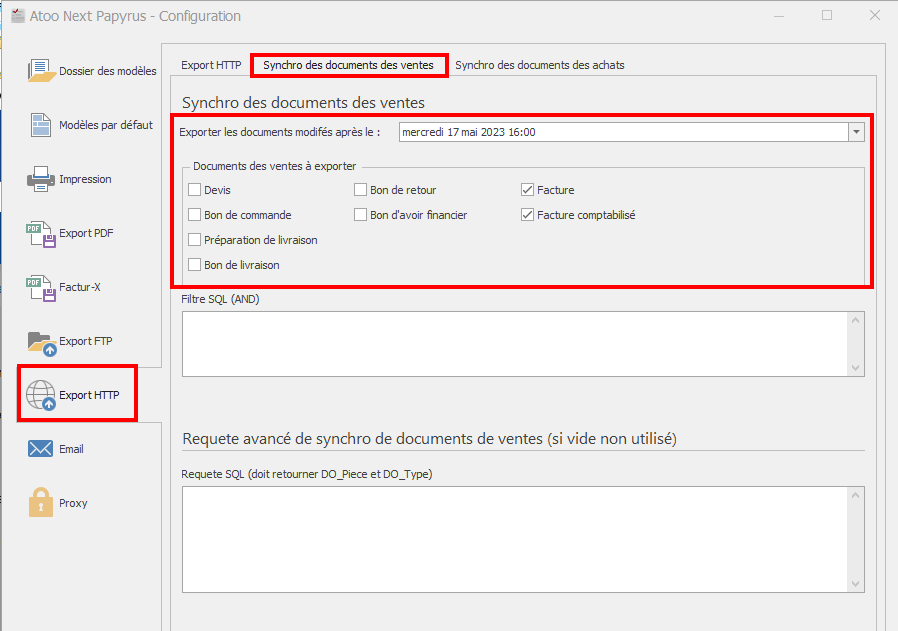 Atoo Next Papyrus - Configuration
Dossier des modèles
Modèles par défaut
Impression
PDF
Export PDF
PDF
Factur-X
Export FTP
Export HTTP
Email
Proxy
Export HTTP
Synchro des documents des ventes
Synchro des documents des achats
Synchro des documents des ventes
Exporter les documents modifés après le :
mercredi 17 mai 2023 16:00
Documents des ventes à exporter
Devis
Bon de retour
Facture
Bon de commande
Bon d'avoir financier
Facture comptabilisé
Préparation de livraison
Bon de livraison
Filtre SQL (AND)
Requete avancé de synchro de documents de ventes (si vide non utilisé)
Requete SQL (doit retourner DO_Piece et DO_Type)